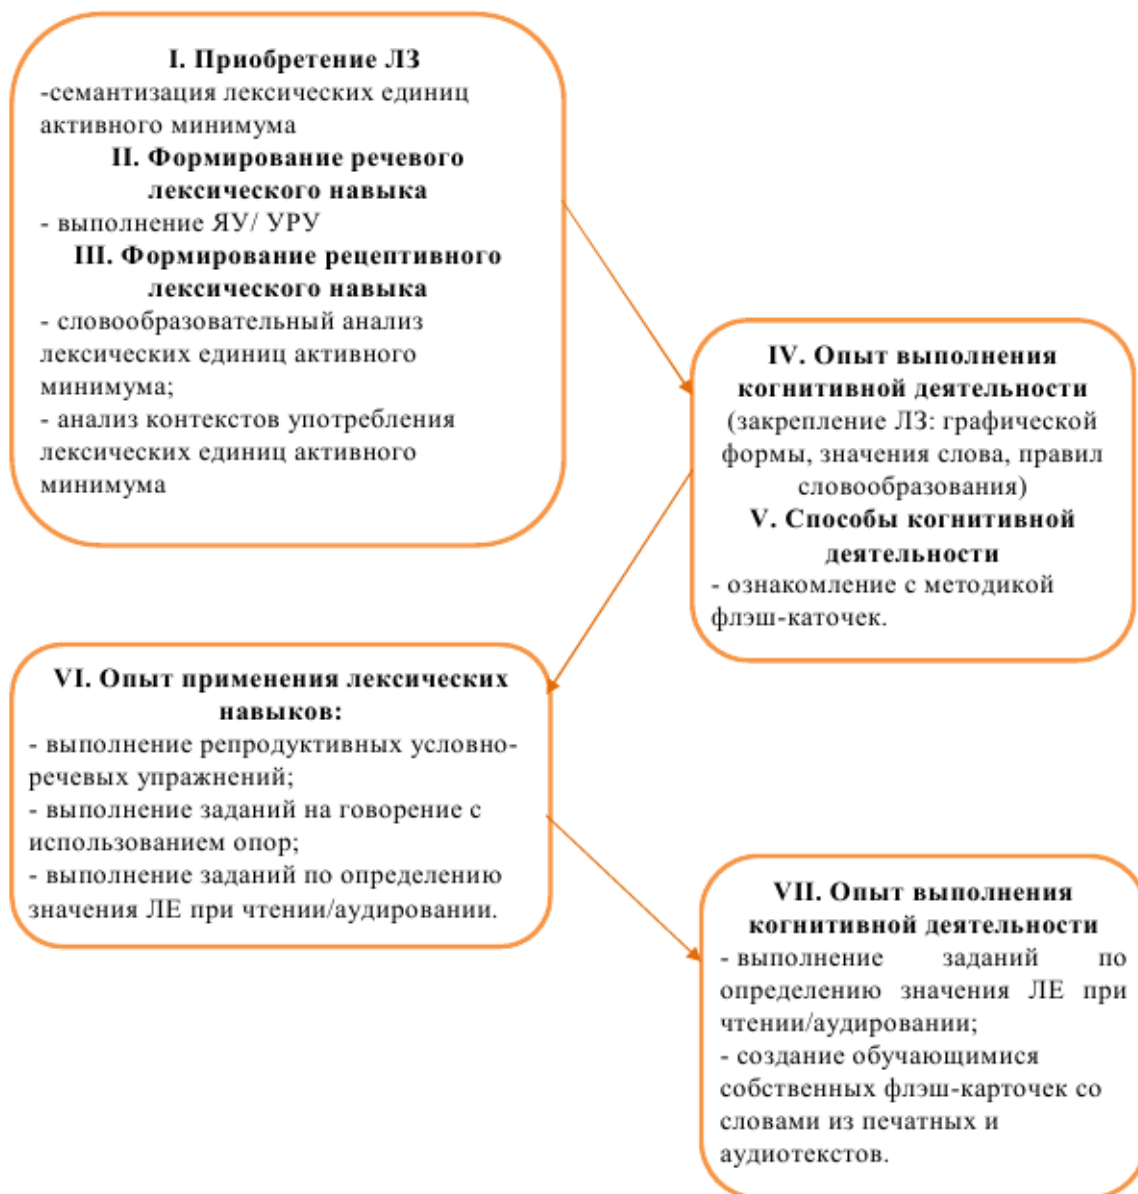 I. Приобретение ЛЗ
-семантизация лексических единиц
активного минимума
II. Формирование речевого
лексического навыка
- выполнение ЯУ/ УРУ
III. Формирование рецептивного
лексического навыка
- словообразовательный анализ
лексических единиц активного
минимума;
- анализ контекстов употребления
лексических единиц активного
минимума
IV. Опыт выполнения
когнитивной деятельности
(закрепление ЛЗ: графической
формы, значения слова, правил
словообразования)
V. Способы когнитивной
деятельности
- ознакомление с методикой
флэш-каточек.
VI. Опыт применения лексических
навыков:
- выполнение репродуктивных условно-
речевых упражнений;
- выполнение заданий на говорение с
использованием опор;
- выполнение заданий по определению
значения ЛЕ при чтении/аудировании.
VII. Опыт выполнения
когнитивной деятельности
- выполнение заданий по
определению значения ЛЕ при
чтении/аудировании;
- создание обучающимися
собственных флэш-карточек со
словами из печатных и
аудиотекстов.